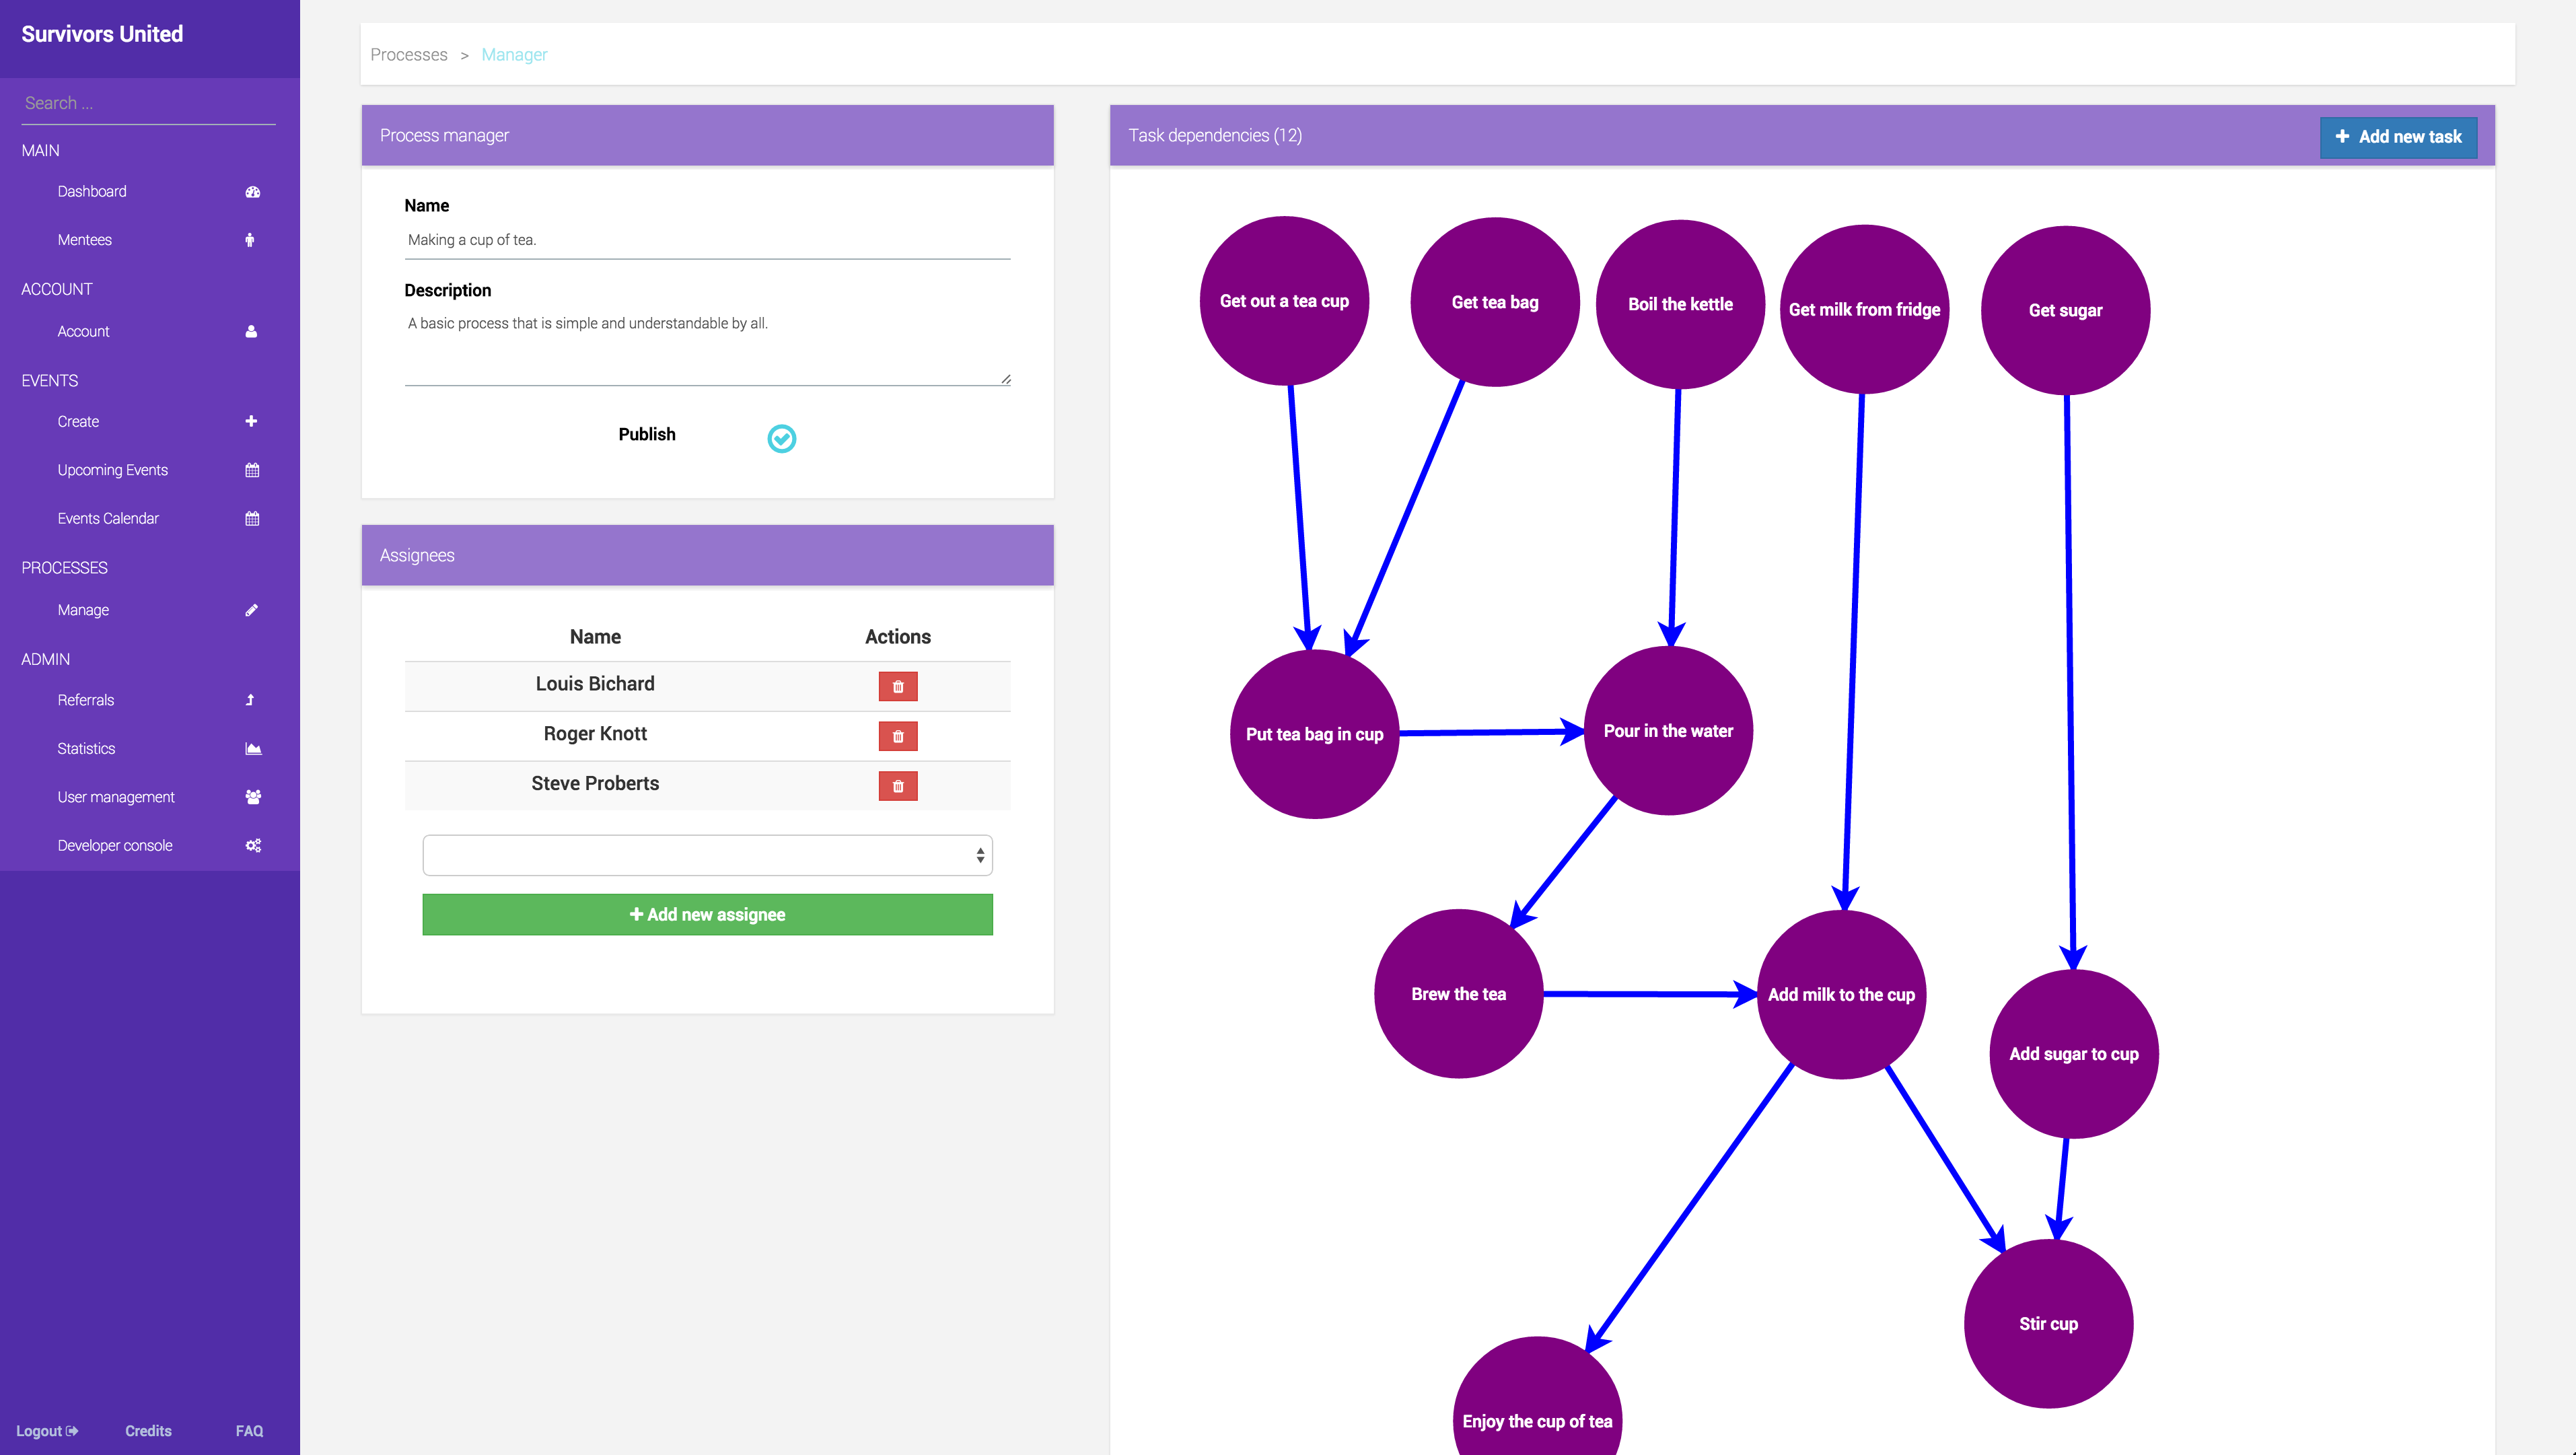 Survivors United
Search ...
MAIN
Dashboard
Mentees
ACCOUNT
Account
EVENTS
Create
Upcoming Events
Events Calendar
PROCESSES
Manage
ADMIN
Referrals
Statistics
User management
Developer console
Logout
Credits
FAQ
Processes > Manager
Process manager
Name
Making a cup of tea.
Description
A basic process that is simple and understandable by all.
Publish
Assignees
Name Actions
Louis Bichard
Roger Knott
Steve Proberts
Add new assignee
Task dependencies (12)
Add new task
Get out a tea cup
Get tea bag
Boil the kettle
Get milk from fridge
Get sugar
Put tea bag in cup
Pour in the water
Brew the tea
Add milk to the cup
Add sugar to cup
Stir cup
Enjoy the cup of tea